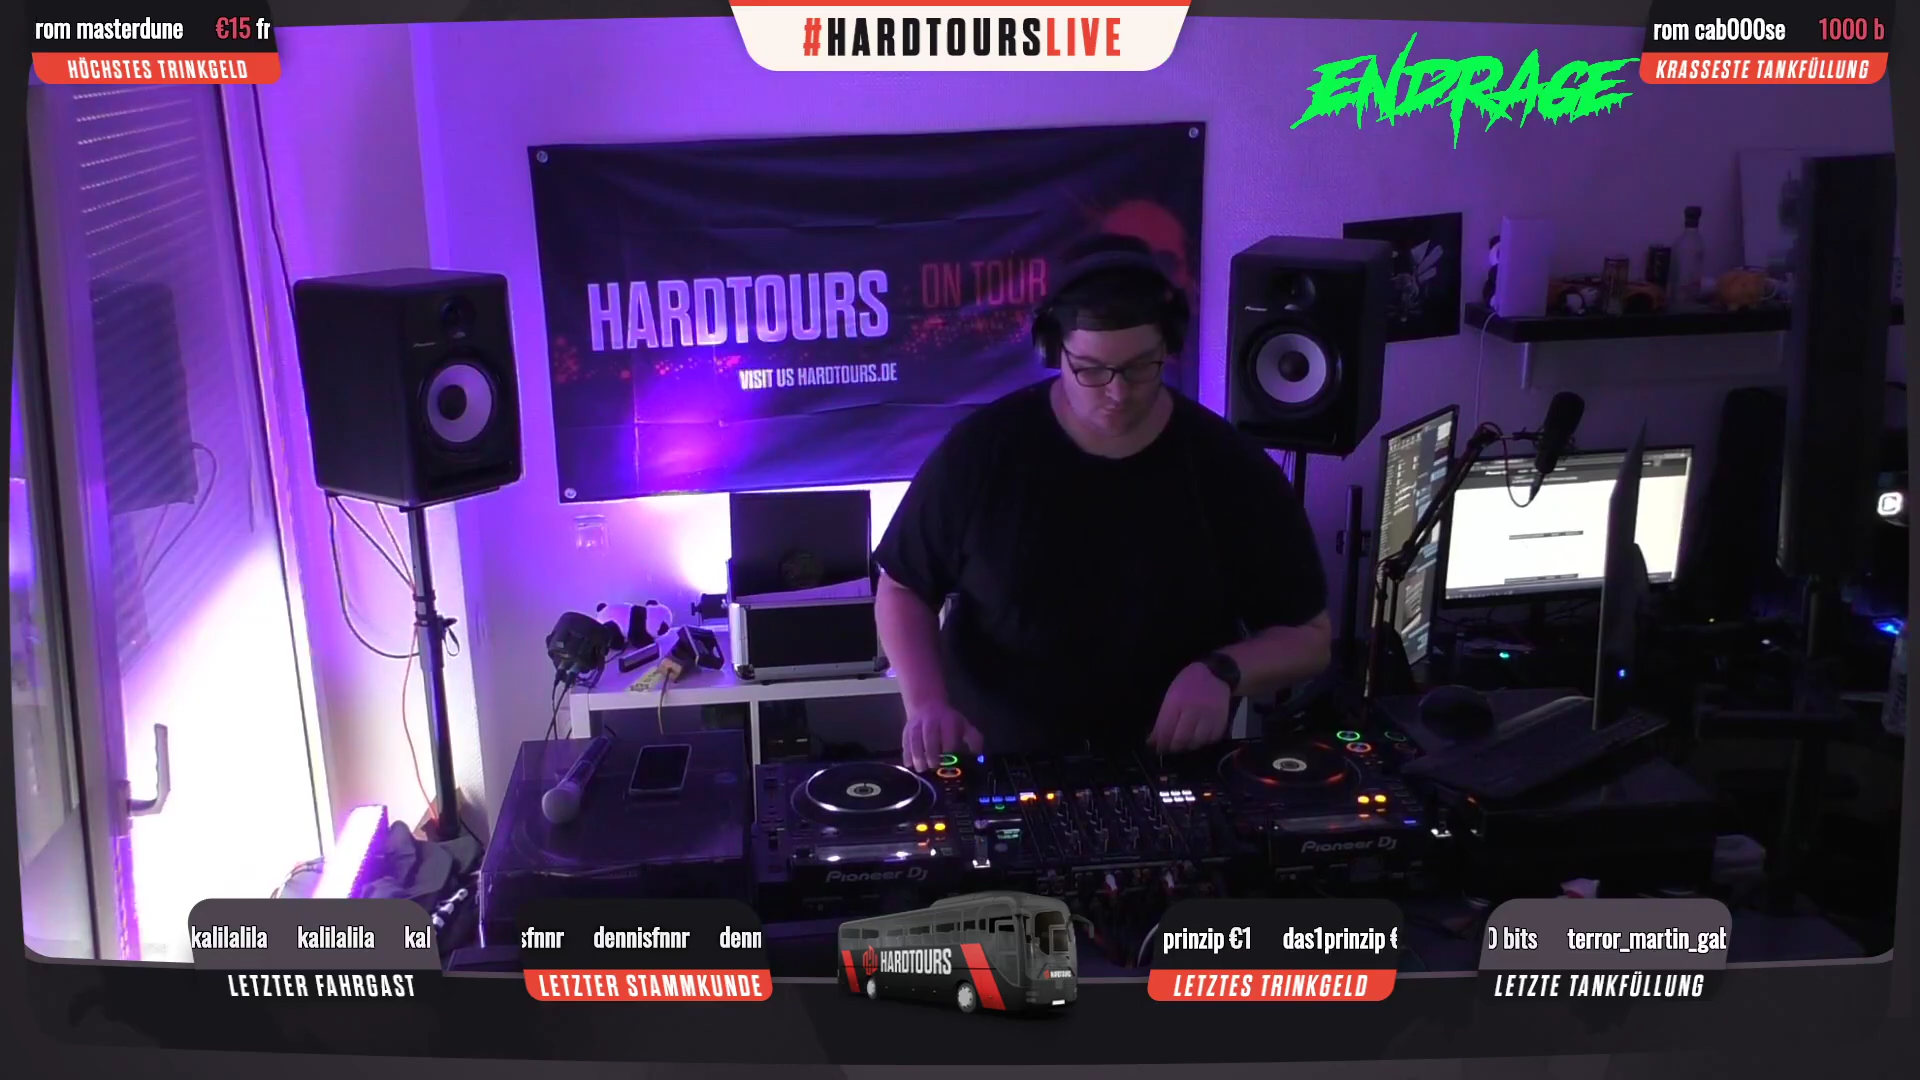 rom masterdune €15 fr
HÖCHSTES TRINKGELD
#HARDTOURSLIVE
rom cab000se 1000 b
KRASSESTE TANKFÜLLUNG
ENDRAGE
HARDTOURS ON TOUR
VISIT US HARDTOURS.DE
Pioneer DJ
Pioneer DJ
kalilalila kalilalila kal
LETZTER FAHRGAST
sfnnr dennisfnnr denn
LETZTER STAMMKUNDE
HARDTOURS
prinzip €1 das1prinzip €
LETZTES TRINKGELD
0 bits terror_martin_gat
LETZTE TANKFÜLLUNG